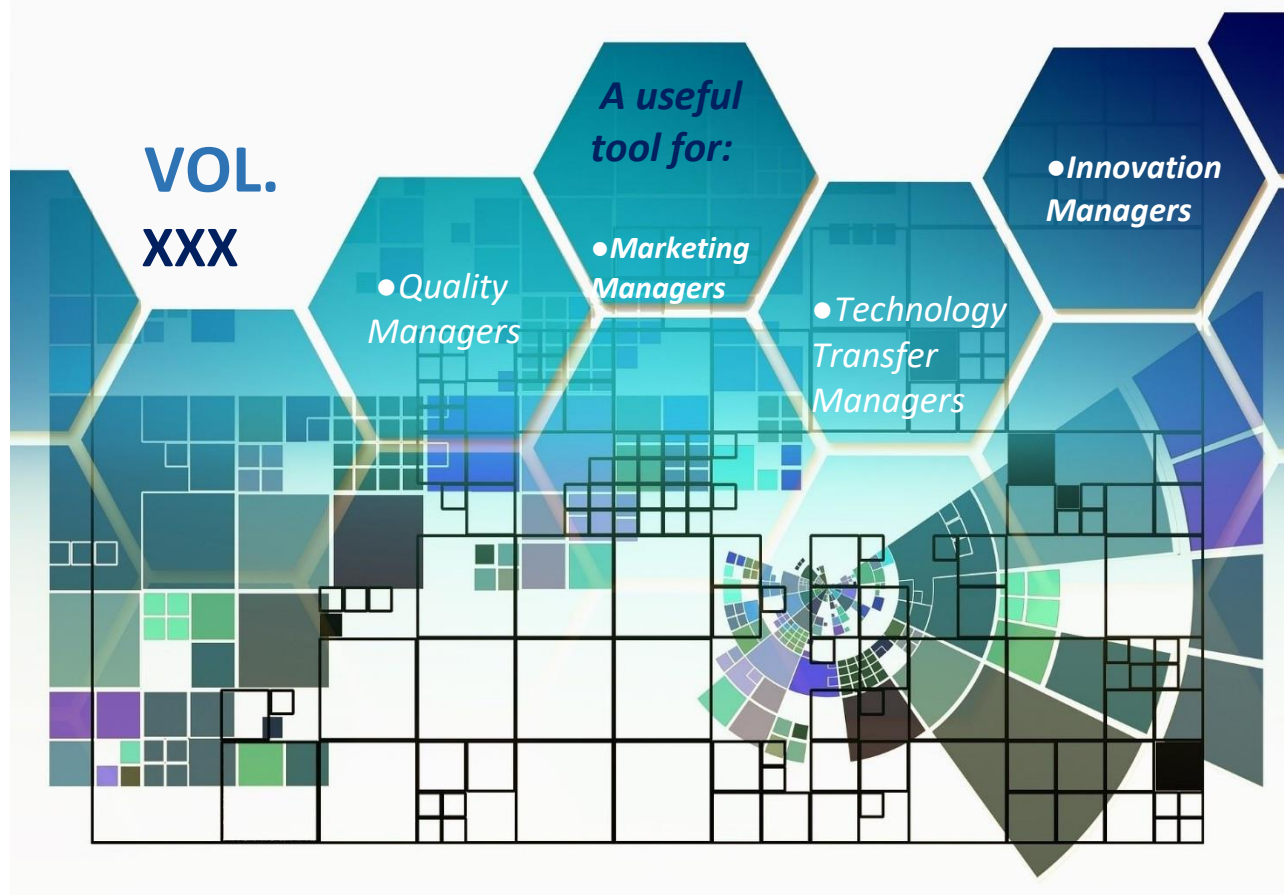 VOL.
XXX
A useful
tool for:
●Quality
Managers
●Marketing
Managers
●Technology
Transfer
Managers
●Innovation
Managers